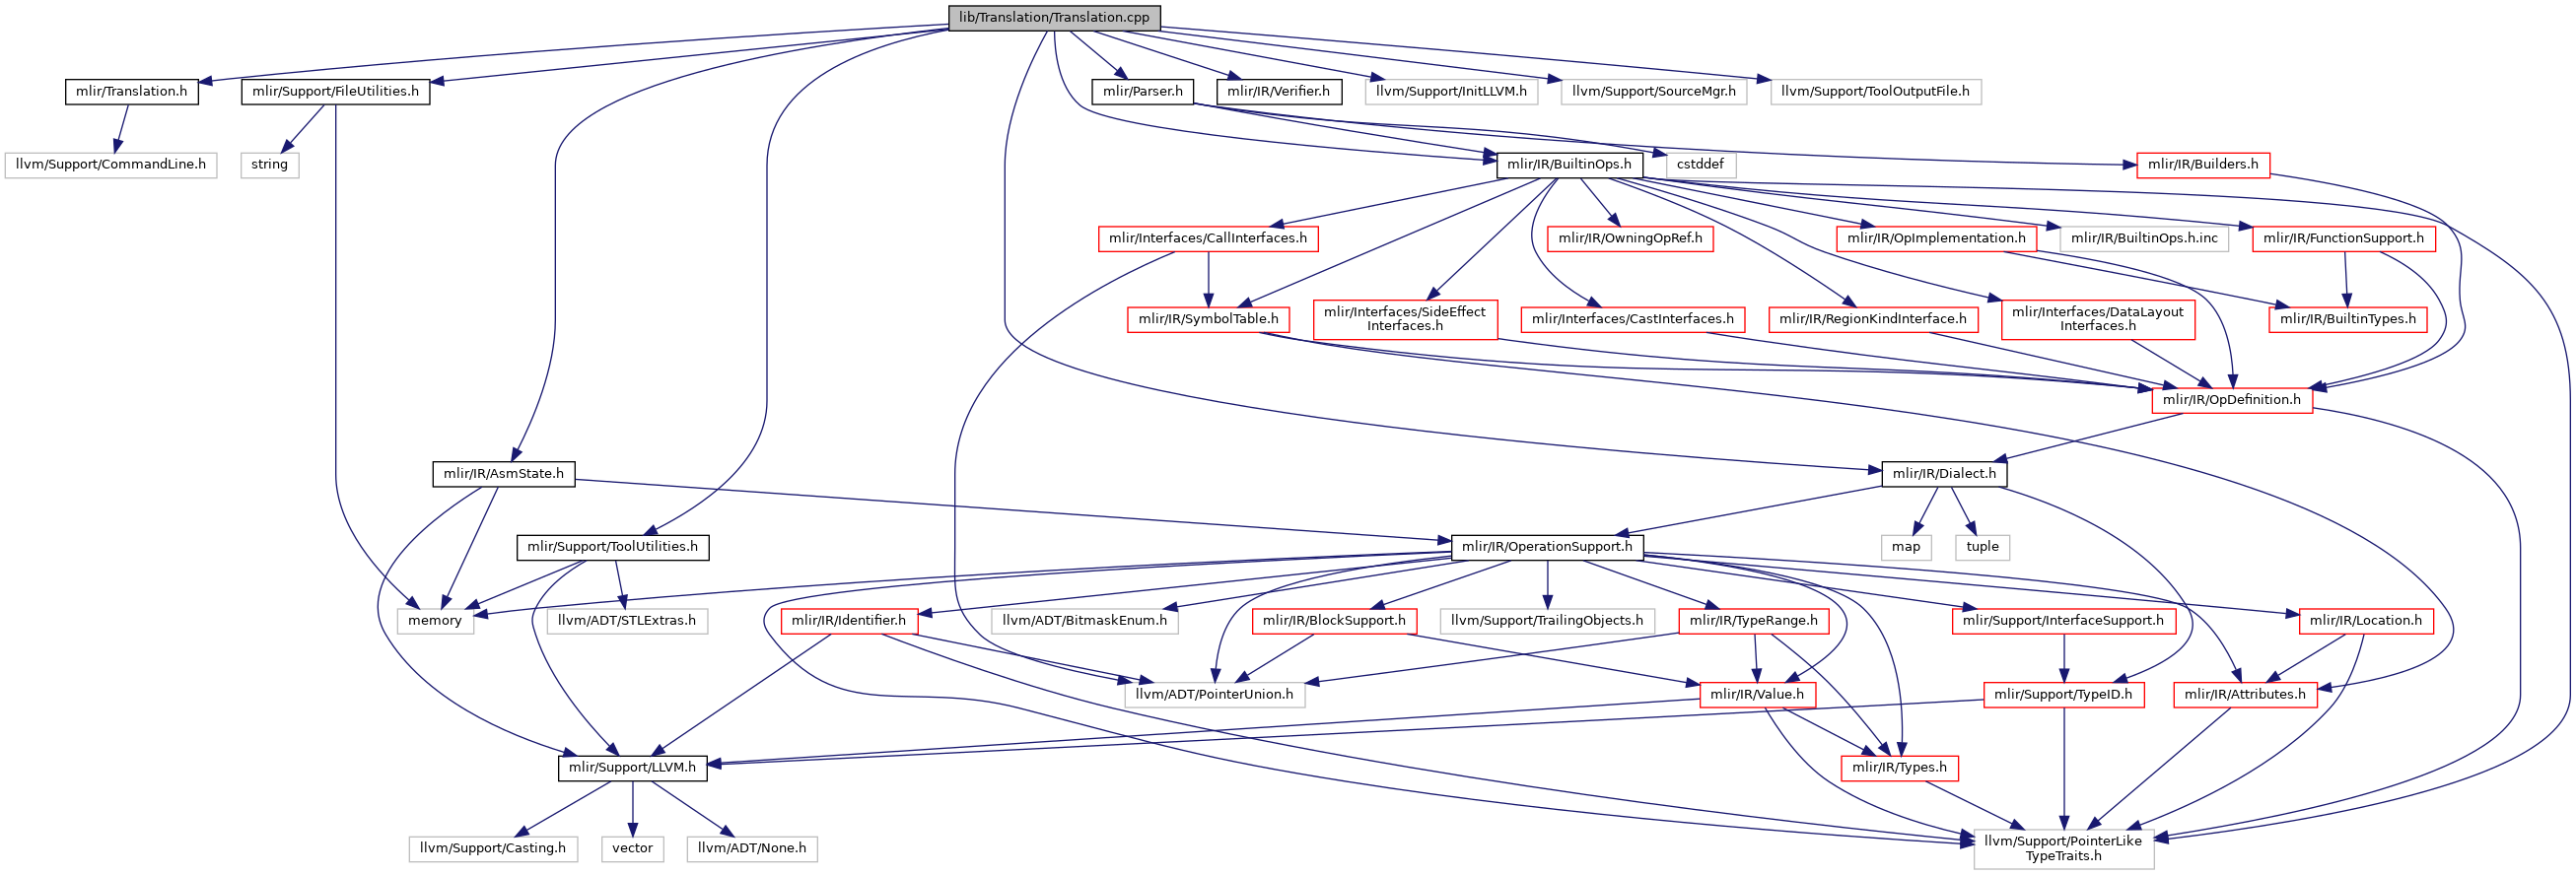 lib/Translation/Translation.cpp
mlir/Translation.h
mlir/Support/FileUtilities.h
mlir/Parser.h
mlir/IR/Verifier.h
llvm/Support/InitLLVM.h
llvm/Support/SourceMgr.h
llvm/Support/ToolOutputFile.h
llvm/Support/CommandLine.h
string
mlir/IR/BuiltinOps.h
cstddef
mlir/IR/Builders.h
mlir/Interfaces/CallInterfaces.h
mlir/IR/OwningOpRef.h
mlir/IR/OpImplementation.h
mlir/IR/BuiltinOps.h.inc
mlir/IR/FunctionSupport.h
mlir/IR/SymbolTable.h
mlir/Interfaces/SideEffect
Interfaces.h
mlir/Interfaces/CastInterfaces.h
mlir/IR/RegionKindInterface.h
mlir/Interfaces/DataLayout
Interfaces.h
mlir/IR/BuiltinTypes.h
mlir/IR/OpDefinition.h
mlir/IR/AsmState.h
mlir/IR/Dialect.h
mlir/Support/ToolUtilities.h
mlir/IR/OperationSupport.h
map
tuple
memory
llvm/ADT/STLExtras.h
mlir/IR/Identifier.h
llvm/ADT/BitmaskEnum.h
mlir/IR/BlockSupport.h
llvm/Support/TrailingObjects.h
mlir/IR/TypeRange.h
mlir/Support/InterfaceSupport.h
mlir/IR/Location.h
llvm/ADT/PointerUnion.h
mlir/IR/Value.h
mlir/Support/TypeID.h
mlir/IR/Attributes.h
mlir/Support/LLVM.h
mlir/IR/Types.h
llvm/Support/Casting.h
vector
llvm/ADT/None.h
llvm/Support/PointerLike
TypeTraits.h